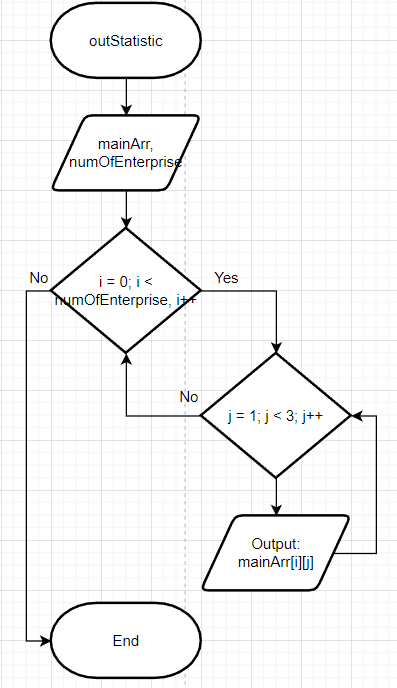 outStatistic
mainArr,
numOfEnterprise
No
i = 0; i <
numOfEnterprise, i++
Yes
No
j = 1; j < 3; j++
Output:
mainArr[i][j]
End